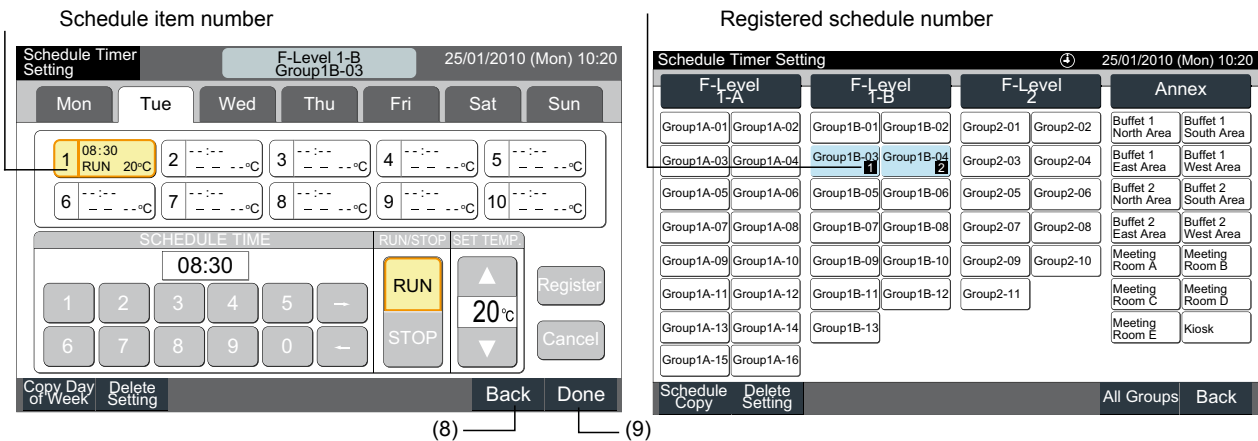 Schedule item number
Registered schedule number
Schedule Timer
Setting
F-Level 1-B
Group1B-03
25/01/2010 (Mon) 10:20
Mon Tue Wed Thu Fri Sat Sun
1 08:30
RUN 20°C
2 --:--
– – --°C
3 --:--
– – --°C
4 --:--
– – --°C
5 --:--
– – --°C
6 --:--
– – --°C
7 --:--
– – --°C
8 --:--
– – --°C
9 --:--
– – --°C
10 --:--
– – --°C
SCHEDULE TIME RUN/STOP SET TEMP.
08:30
1 2 3 4 5 →
6 7 8 9 0 ←
RUN
STOP
▲
20°C
▼
Register
Cancel
Copy Day
of Week
Delete
Setting
Back Done
(8) (9)
Schedule Timer Setting 25/01/2010 (Mon) 10:20
F-Level
1-A
F-Level
1-B
F-Level
2
Annex
Group1A-01 Group1A-02 Group1B-01 Group1B-02 Group2-01 Group2-02
Buffet 1
North Area
Buffet 1
South Area
Group1A-03 Group1A-04 Group1B-03 Group1B-04 Group2-03 Group2-04
1 2
Buffet 1
East Area
Buffet 1
West Area
Group1A-05 Group1A-06 Group1B-05 Group1B-06 Group2-05 Group2-06
Buffet 2
North Area
Buffet 2
South Area
Group1A-07 Group1A-08 Group1B-07 Group1B-08 Group2-07 Group2-08
Buffet 2
East Area
Buffet 2
West Area
Group1A-09 Group1A-10 Group1B-09 Group1B-10 Group2-09 Group2-10
Meeting
Room A
Meeting
Room B
Group1A-11 Group1A-12 Group1B-11 Group1B-12 Group2-11
Meeting
Room C
Meeting
Room D
Group1A-13 Group1A-14 Group1B-13
Meeting
Room E
Kiosk
Group1A-15 Group1A-16
Schedule
Copy
Delete
Setting
All Groups Back